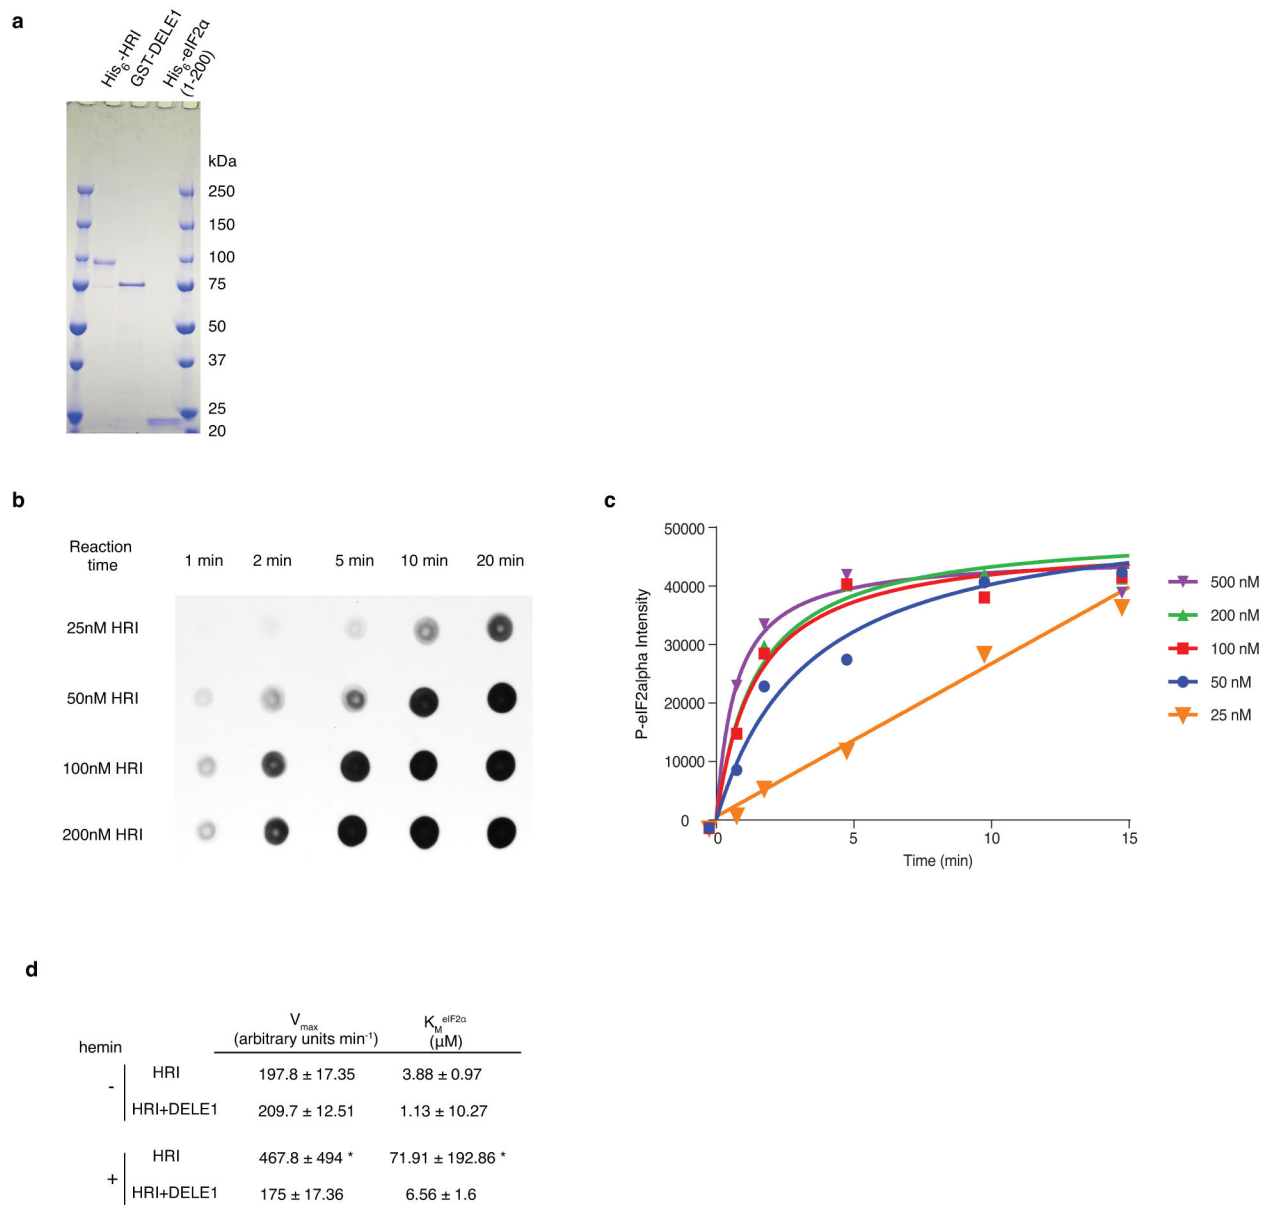 a
His6-HRI
GST-DELE1
His6-eIF2α
(1-200)
kDa
250
150
100
75
50
37
25
20
b
Reaction
time
1 min 2 min 5 min 10 min 20 min
25nM HRI
50nM HRI
100nM HRI
200nM HRI
c
P-eIF2alpha Intensity
50000
40000
30000
20000
10000
0
0 5 10 15
Time (min)
500 nM
200 nM
100 nM
50 nM
25 nM
d
hemin
Vmax
(arbitrary units min-1)
KM eIF2α
(μM)
-
HRI 197.8 ± 17.35 3.88 ± 0.97
HRI+DELE1 209.7 ± 12.51 1.13 ± 10.27
+
HRI 467.8 ± 494 * 71.91 ± 192.86 *
HRI+DELE1 175 ± 17.36 6.56 ± 1.6